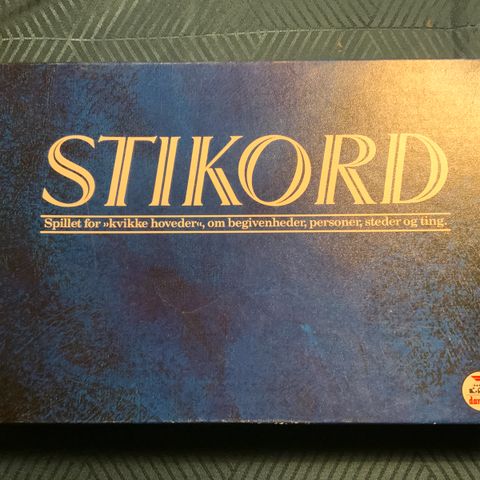 STIKORD
Spillet for »kvikke hoveder«, om begivenheder, personer, steder og ting.